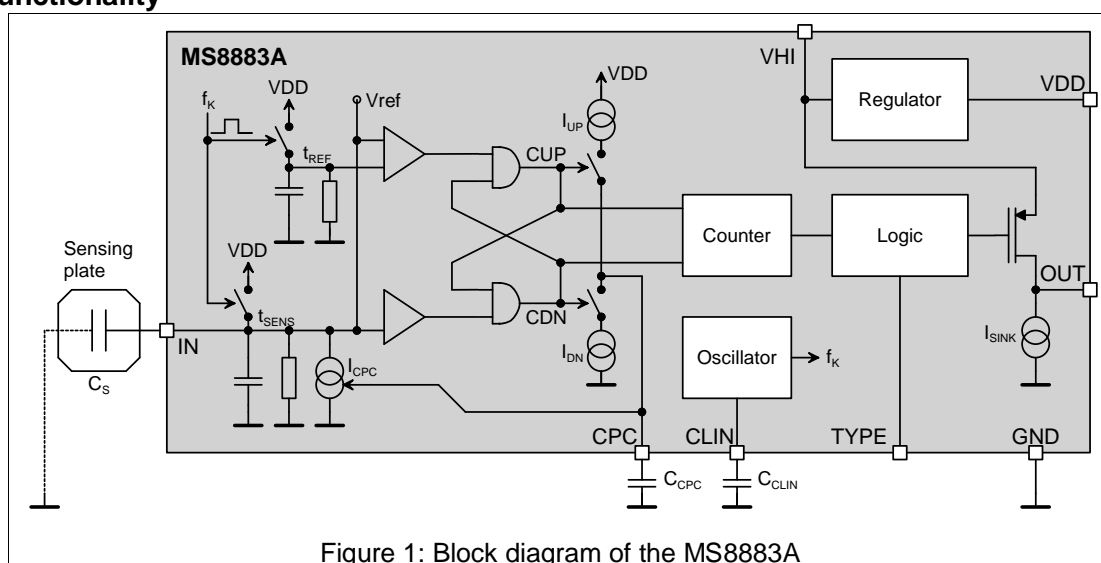 unctionality
MS8883A
VHI
VDD
Regulator
VDD
fK
VDD
Vref
IUP
tREF
CUP
Counter
Logic
OUT
Sensing
plate
VDD
tSENS
IN
CDN
IDN
ISINK
Oscillator
fK
ICPC
CS
CPC
CLIN
TYPE
GND
CCPC
CCLIN
Figure 1: Block diagram of the MS8883A